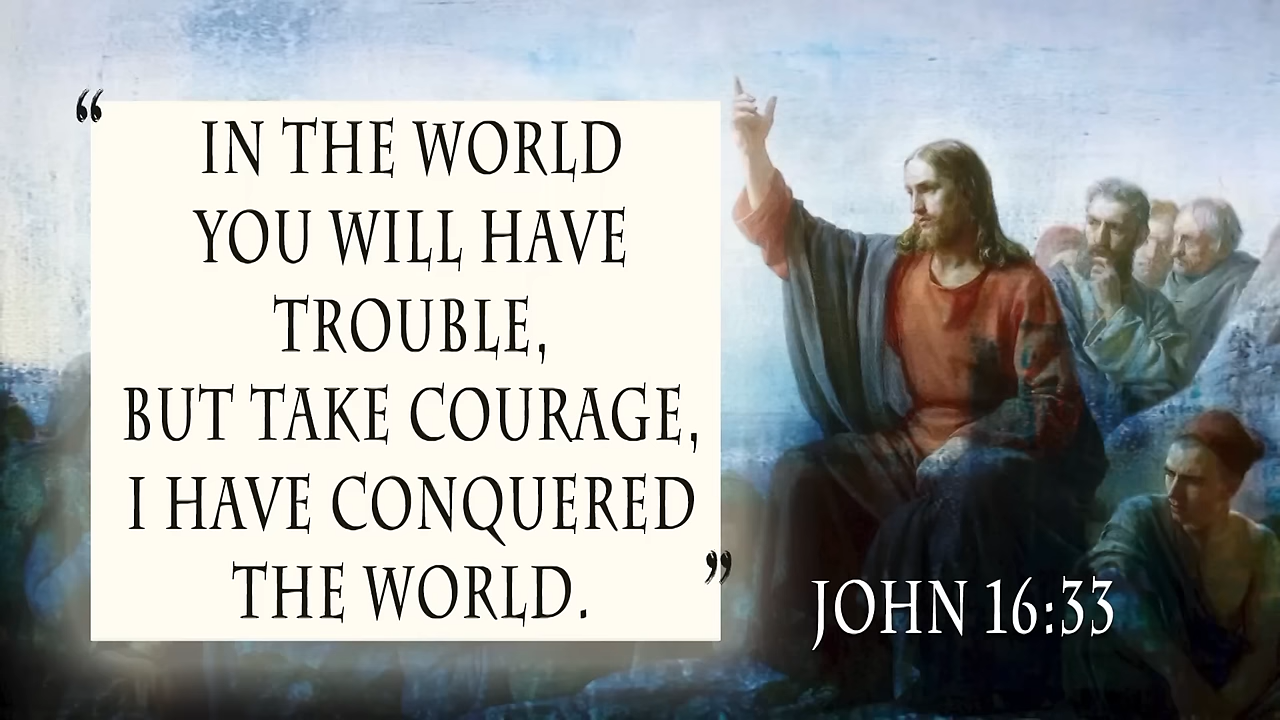 “ IN THE WORLD
YOU WILL HAVE
TROUBLE,
BUT TAKE COURAGE,
I HAVE CONQUERED
THE WORLD. ”
JOHN 16:33